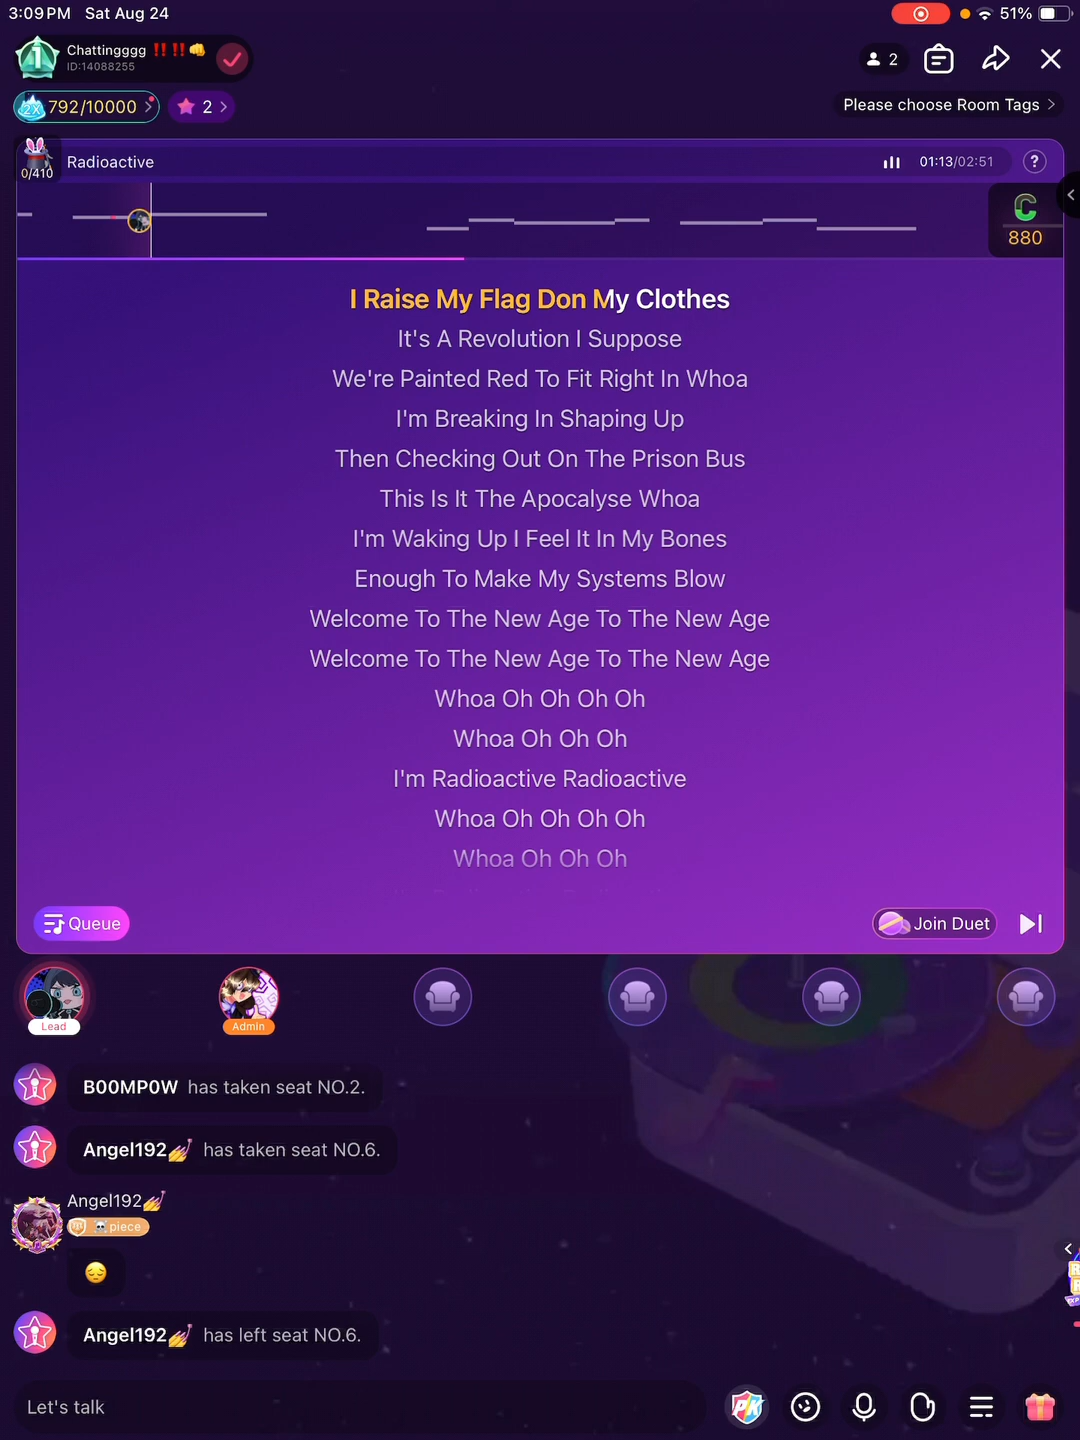 3:09 PM Sat Aug 24
51%
1
Chattingggg ‼️‼️👊
ID:14088255
2
2X 792/10000 >
2 >
Please choose Room Tags >
0/410
Radioactive
01:13/02:51
?
C
880
I Raise My Flag Don My Clothes
It's A Revolution I Suppose
We're Painted Red To Fit Right In Whoa
I'm Breaking In Shaping Up
Then Checking Out On The Prison Bus
This Is It The Apocalyse Whoa
I'm Waking Up I Feel It In My Bones
Enough To Make My Systems Blow
Welcome To The New Age To The New Age
Welcome To The New Age To The New Age
Whoa Oh Oh Oh Oh
Whoa Oh Oh Oh
I'm Radioactive Radioactive
Whoa Oh Oh Oh Oh
Whoa Oh Oh Oh
Queue
Join Duet
Lead
Admin
B00MP0W has taken seat NO.2.
Angel192💅 has taken seat NO.6.
Angel192💅
☠️piece
😔
Angel192💅 has left seat NO.6.
Let's talk
PK